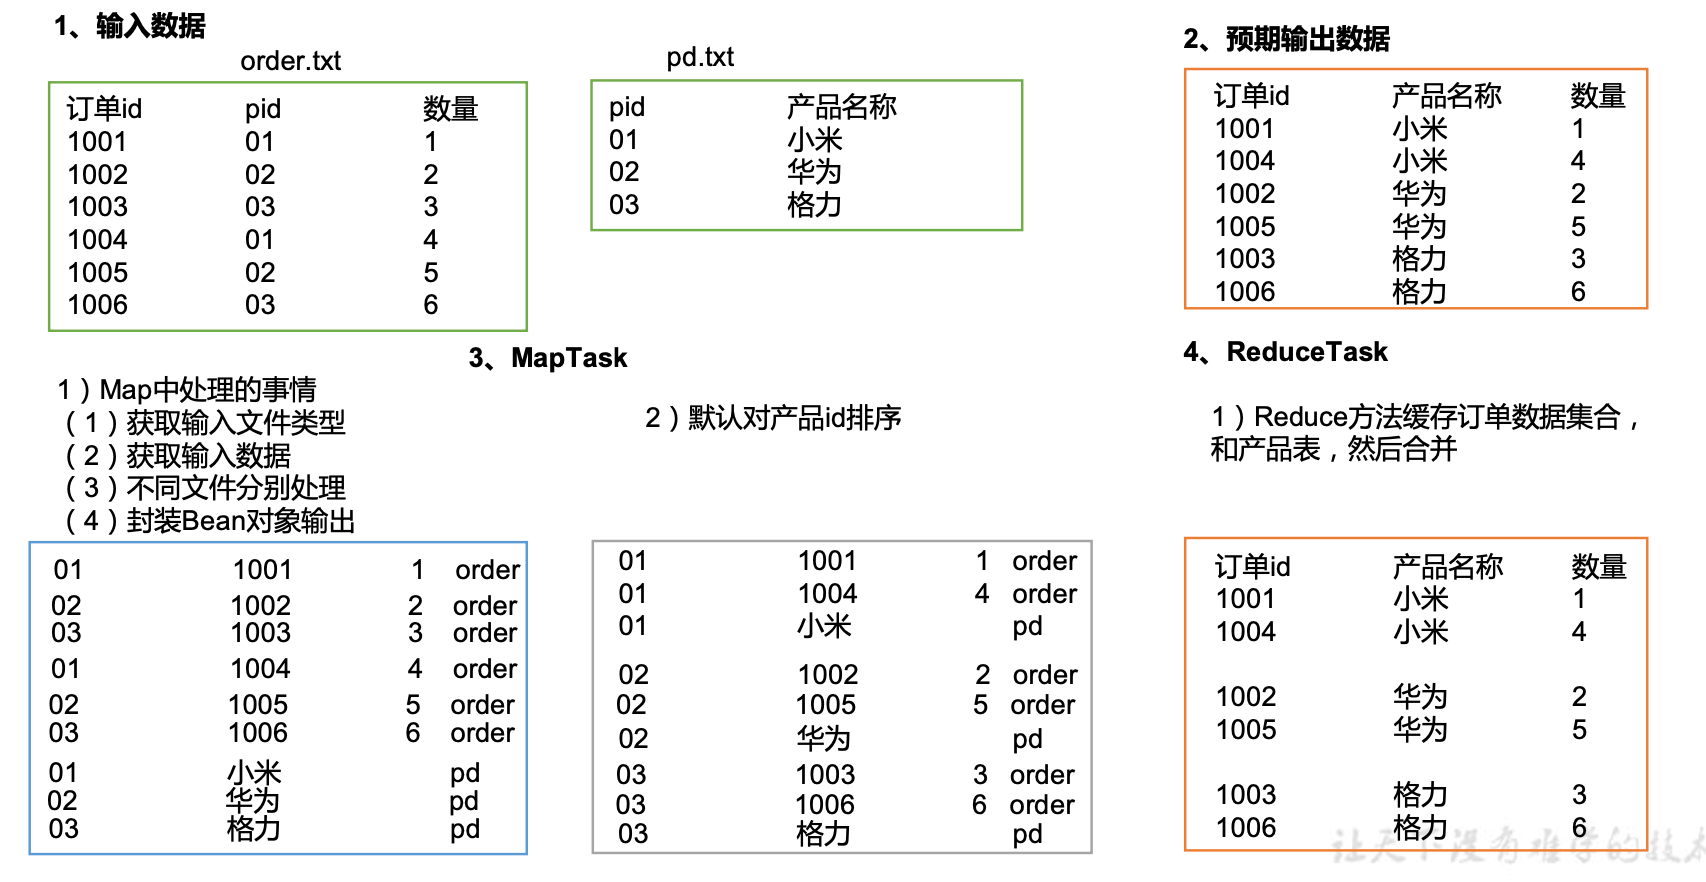 1、输入数据
order.txt
订单id pid 数量
1001 01 1
1002 02 2
1003 03 3
1004 01 4
1005 02 5
1006 03 6
pd.txt
pid 产品名称
01 小米
02 华为
03 格力
2、预期输出数据
订单id 产品名称 数量
1001 小米 1
1004 小米 4
1002 华为 2
1005 华为 5
1003 格力 3
1006 格力 6
3、MapTask
1）Map中处理的事情
（1）获取输入文件类型
（2）获取输入数据
（3）不同文件分别处理
（4）封装Bean对象输出
01 1001 1 order
02 1002 2 order
03 1003 3 order
01 1004 4 order
02 1005 5 order
03 1006 6 order
01 小米 pd
02 华为 pd
03 格力 pd
2）默认对产品id排序
01 1001 1 order
01 1004 4 order
01 小米 pd
02 1002 2 order
02 1005 5 order
02 华为 pd
03 1003 3 order
03 1006 6 order
03 格力 pd
4、ReduceTask
1）Reduce方法缓存订单数据集合，
和产品表，然后合并
订单id 产品名称 数量
1001 小米 1
1004 小米 4
1002 华为 2
1005 华为 5
1003 格力 3
1006 格力 6
让天下没有难学的技术